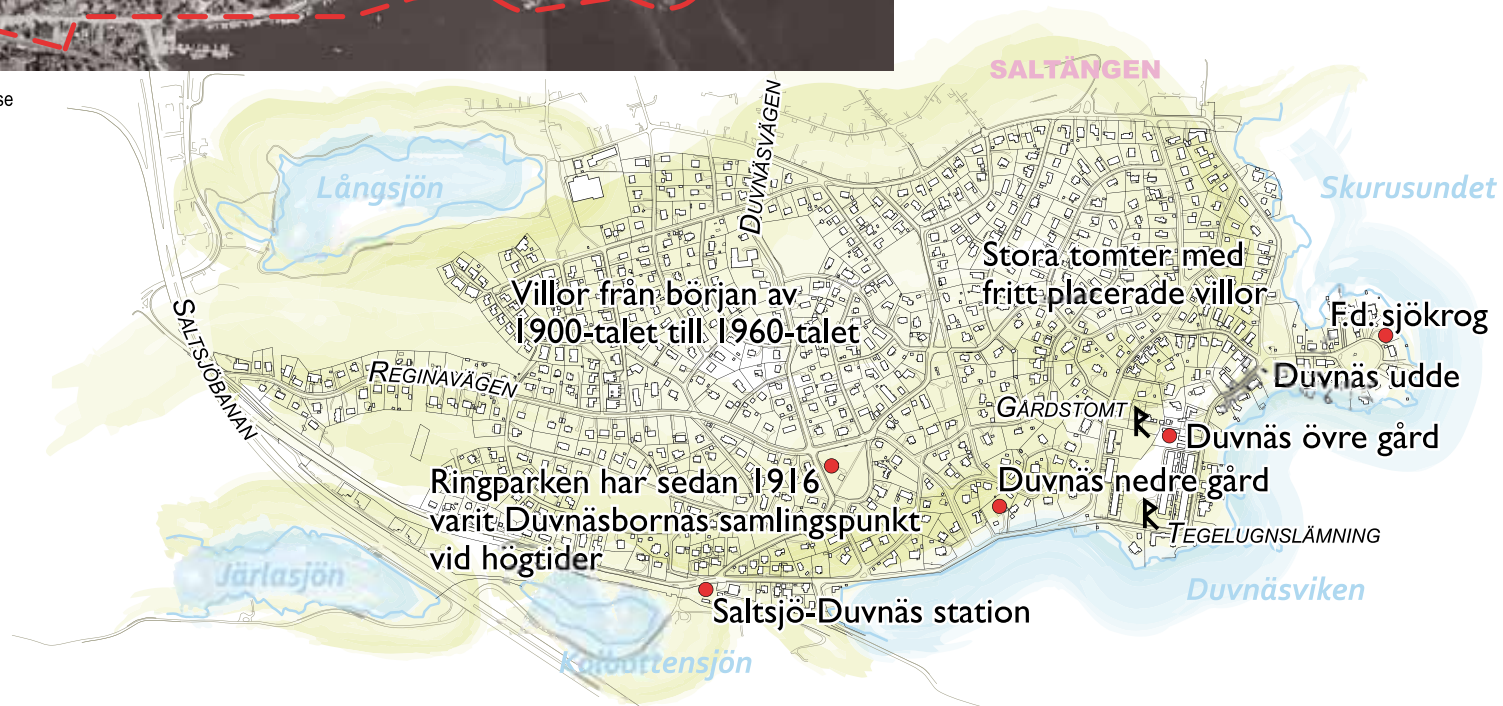 se
SALTÄNGEN
DUVNÄSVÄGEN
Långsjön
Skurusundet
Stora tomter med
fritt placerade villor
Villor från början av
1900-talet till 1960-talet
SALTSJÖBANAN
F.d. sjökrog
REGINAVÄGEN
Duvnäs udde
GÅRDSTOMT R
Duvnäs övre gård
Ringparken har sedan 1916
varit Duvnäsbornas samlingspunkt
vid högtider
Duvnäs nedre gård
R TEGELUGNSLÄMNING
Järlasjön
Duvnäsviken
Saltsjö-Duvnäs station
Kolbottensjön